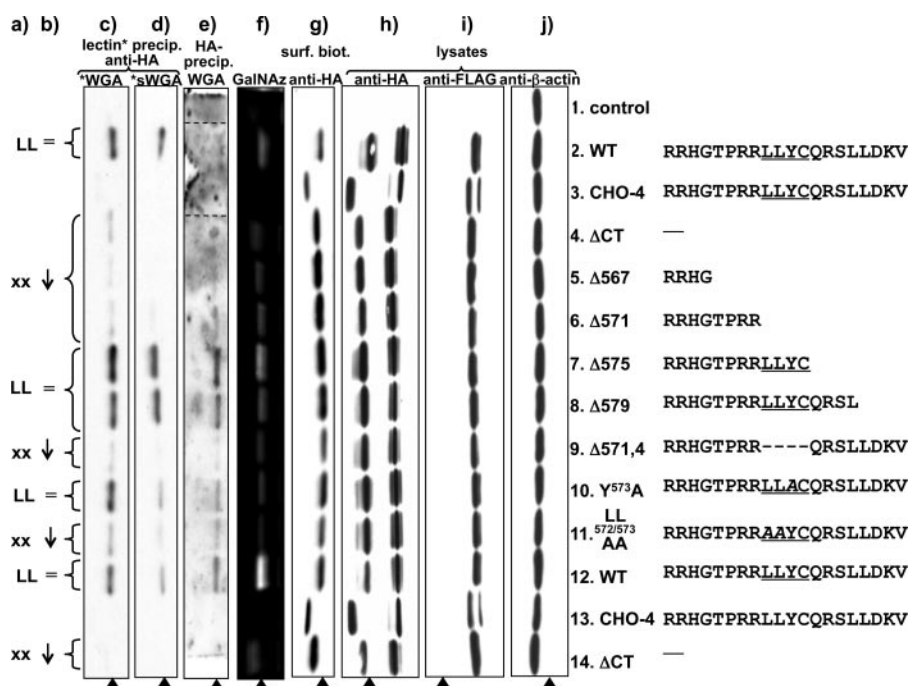 a) b) c) d) e) f) g) h) i) j)
lectin* precip. anti-HA
*WGA *sWGA
HA-precip. WGA
GalNAz
surf. biot. anti-HA
lysates
anti-HA anti-FLAG anti-β-actin
1. control
LL = 2. WT RRHGTPRRLLYCQRSLLDKV
3. CHO-4 RRHGTPRRLLYCQRSLLDKV
4. ΔCT —
xx ↓ 5. Δ567 RRHG
6. Δ571 RRHGTPRR
7. Δ575 RRHGTPRRLLYC
LL =
8. Δ579 RRHGTPRRLLYCQRSL
xx ↓ 9. Δ571,4 RRHGTPRR----QRSLLDKV
LL = 10. Y573A RRHGTPRRLLACQRSLLDKV
xx ↓ 11. LL 572/573 AA RRHGTPRRAAYCQRSLLDKV
LL = 12. WT RRHGTPRRLLYCQRSLLDKV
13. CHO-4 RRHGTPRRLLYCQRSLLDKV
xx ↓ 14. ΔCT —